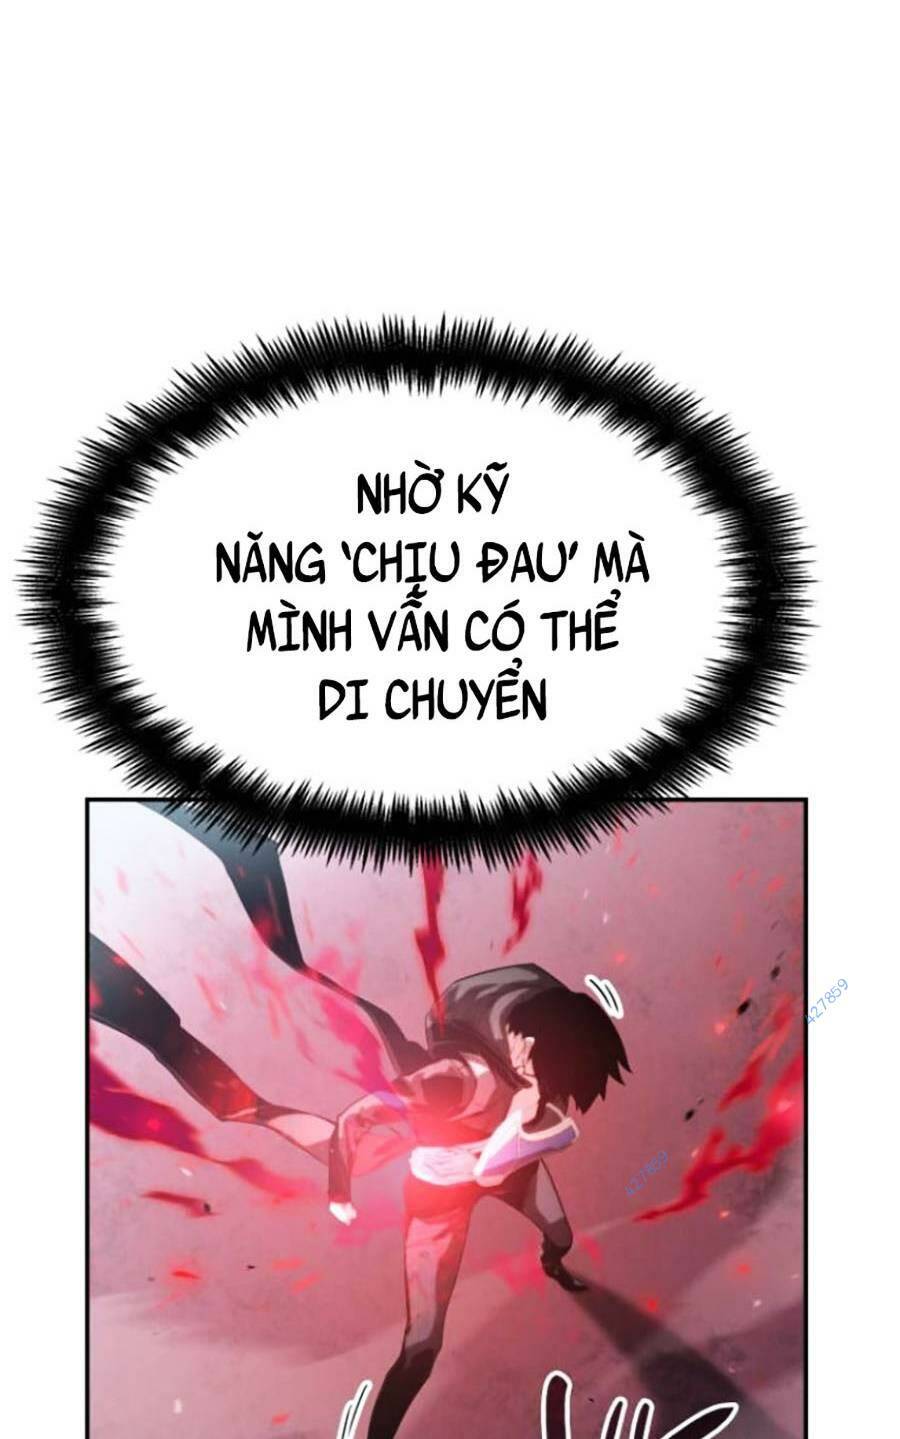 NHỜ KỸ
NĂNG ‘CHỊU ĐAU’ MÀ
MÌNH VẪN CÓ THỂ
DI CHUYỂN
427859
427859